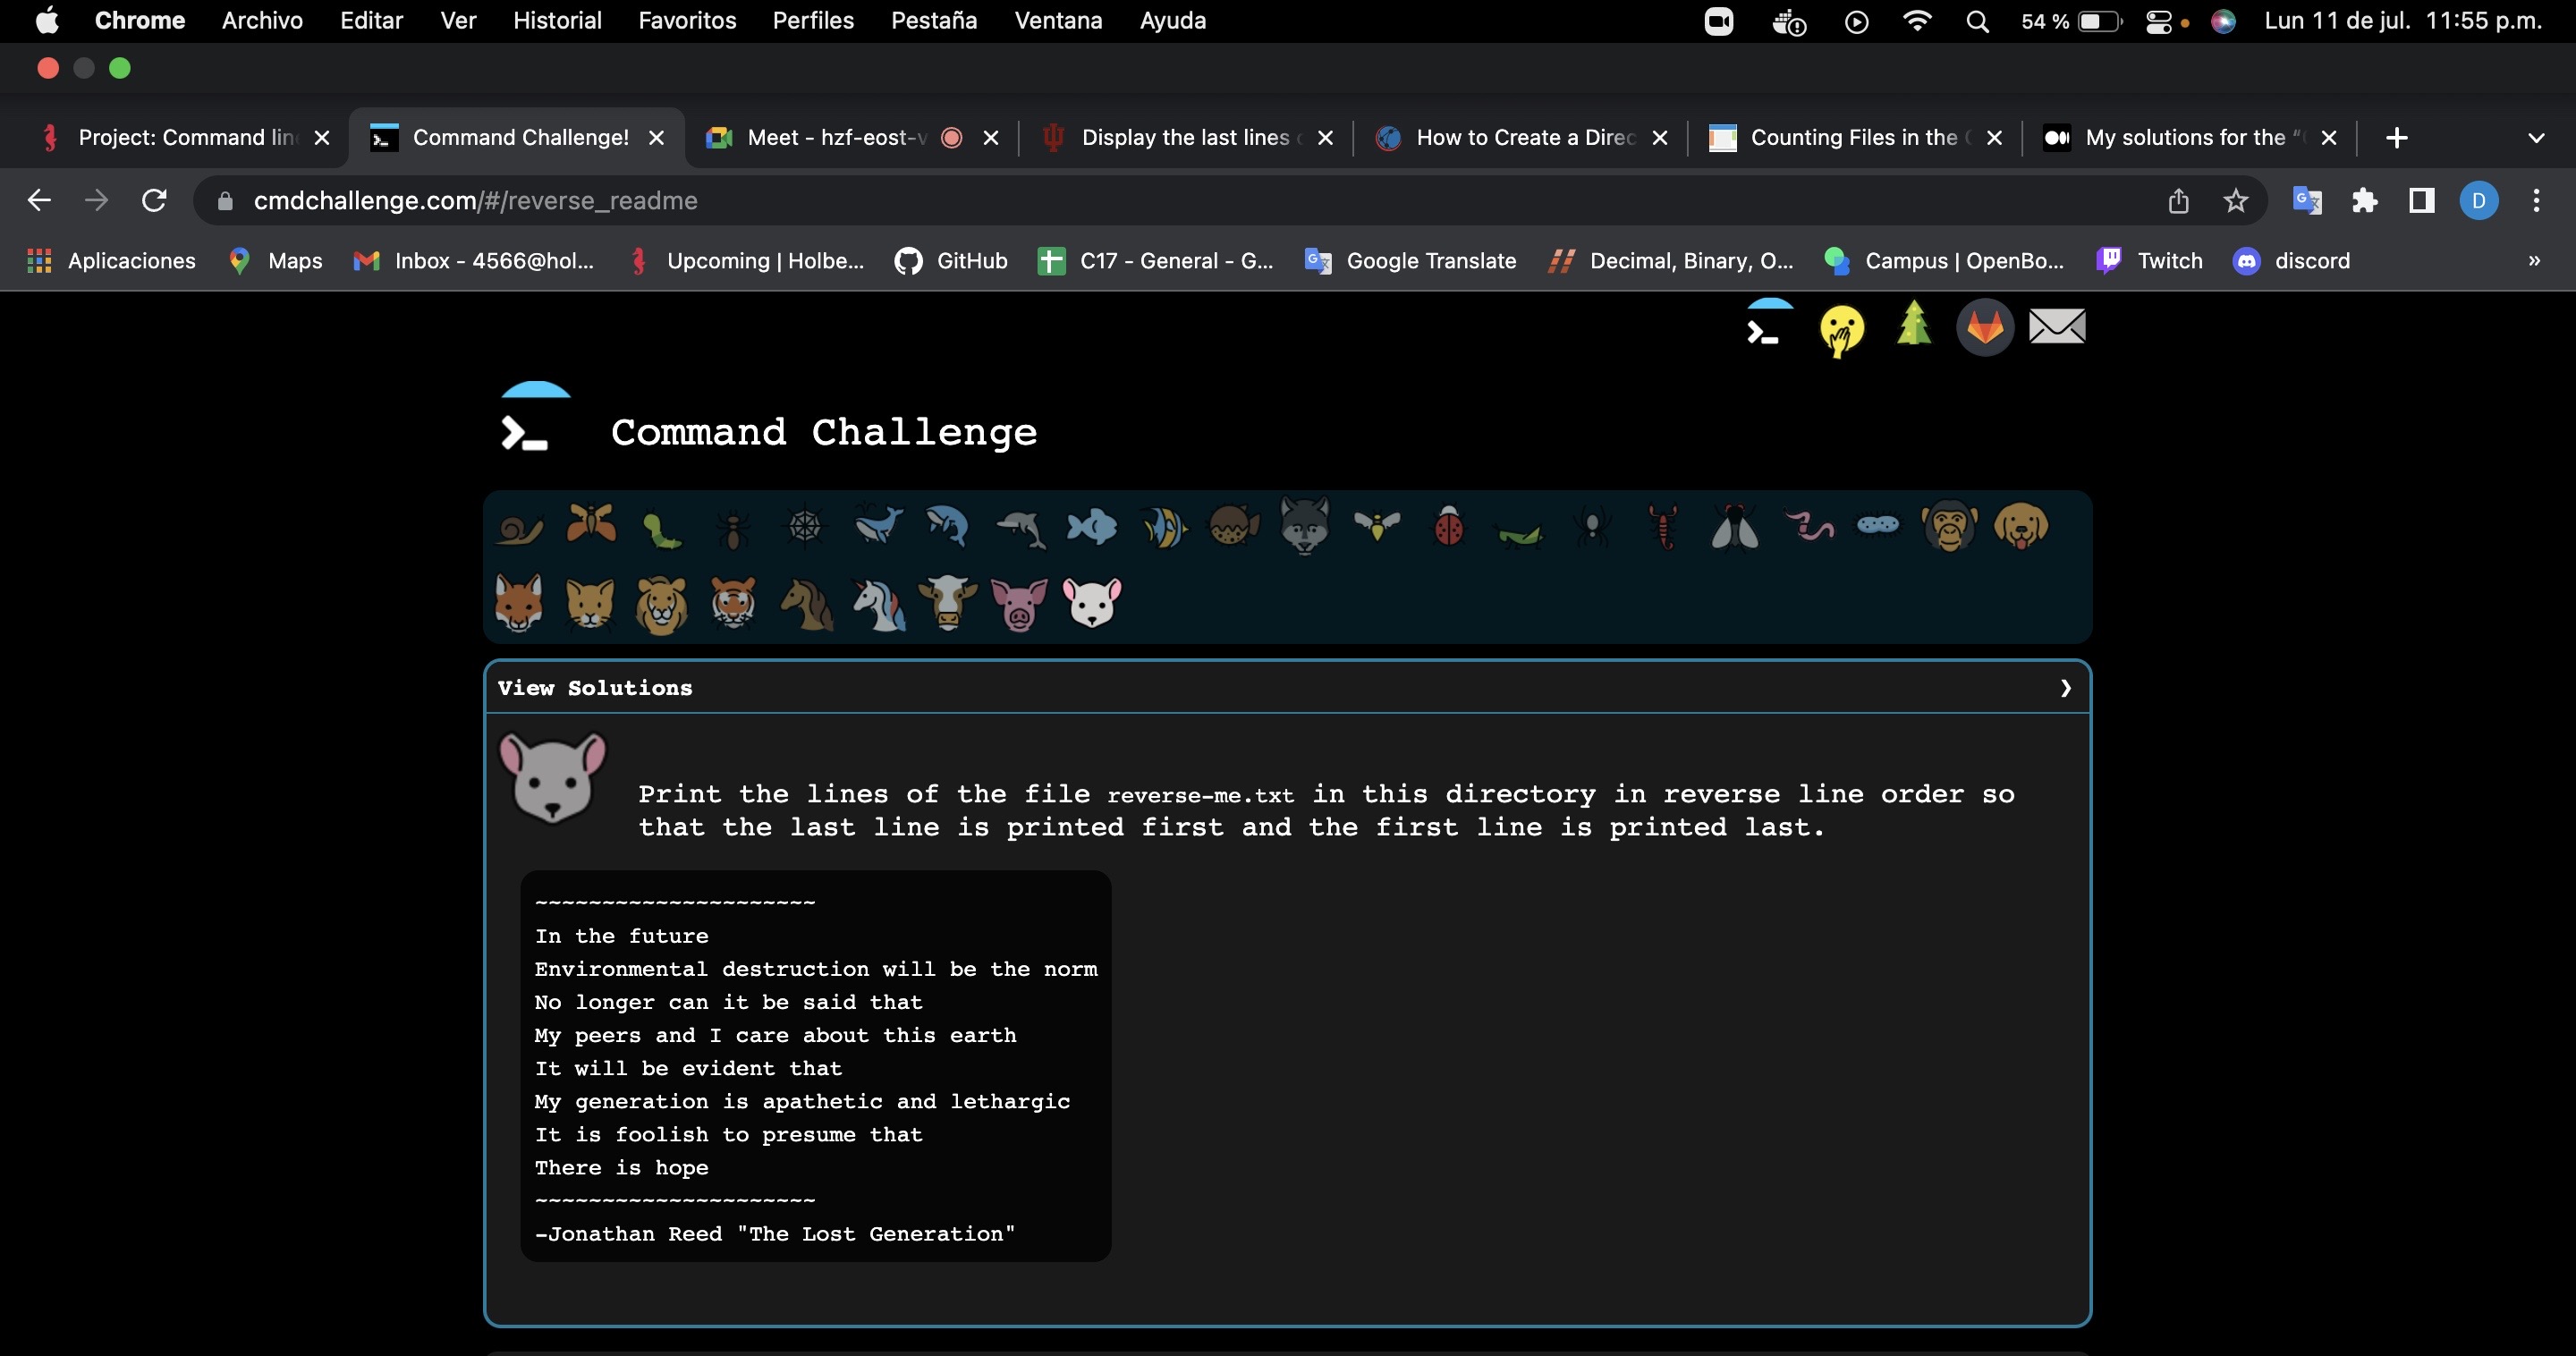 Chrome Archivo Editar Ver Historial Favoritos Perfiles Pestaña Ventana Ayuda 54 % Lun 11 de jul. 11:55 p.m.
Project: Command lin Command Challenge! Meet - hzf-eost-v Display the last lines How to Create a Direc Counting Files in the My solutions for the "
cmdchallenge.com/#/reverse_readme D
Aplicaciones Maps Inbox - 4566@hol... Upcoming | Holbe... GitHub C17 - General - G... Google Translate Decimal, Binary, O... Campus | OpenBo... Twitch discord »
Command Challenge
View Solutions
Print the lines of the file reverse-me.txt in this directory in reverse line order so
that the last line is printed first and the first line is printed last.
~~~~~~~~~~~~~~~~~~~~~
In the future
Environmental destruction will be the norm
No longer can it be said that
My peers and I care about this earth
It will be evident that
My generation is apathetic and lethargic
It is foolish to presume that
There is hope
~~~~~~~~~~~~~~~~~~~~~
-Jonathan Reed "The Lost Generation"